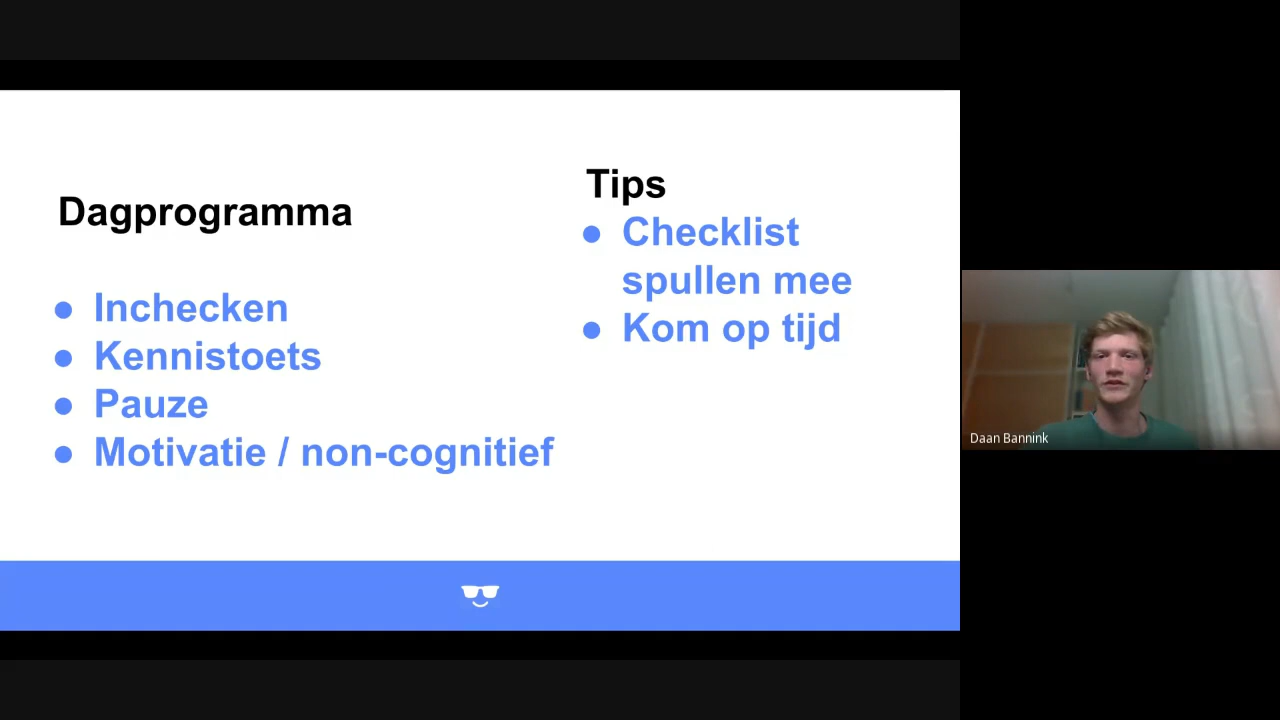 Dagprogramma
● Inchecken
● Kennistoets
● Pauze
● Motivatie / non-cognitief
Tips
● Checklist
spullen mee
● Kom op tijd
Daan Bannink